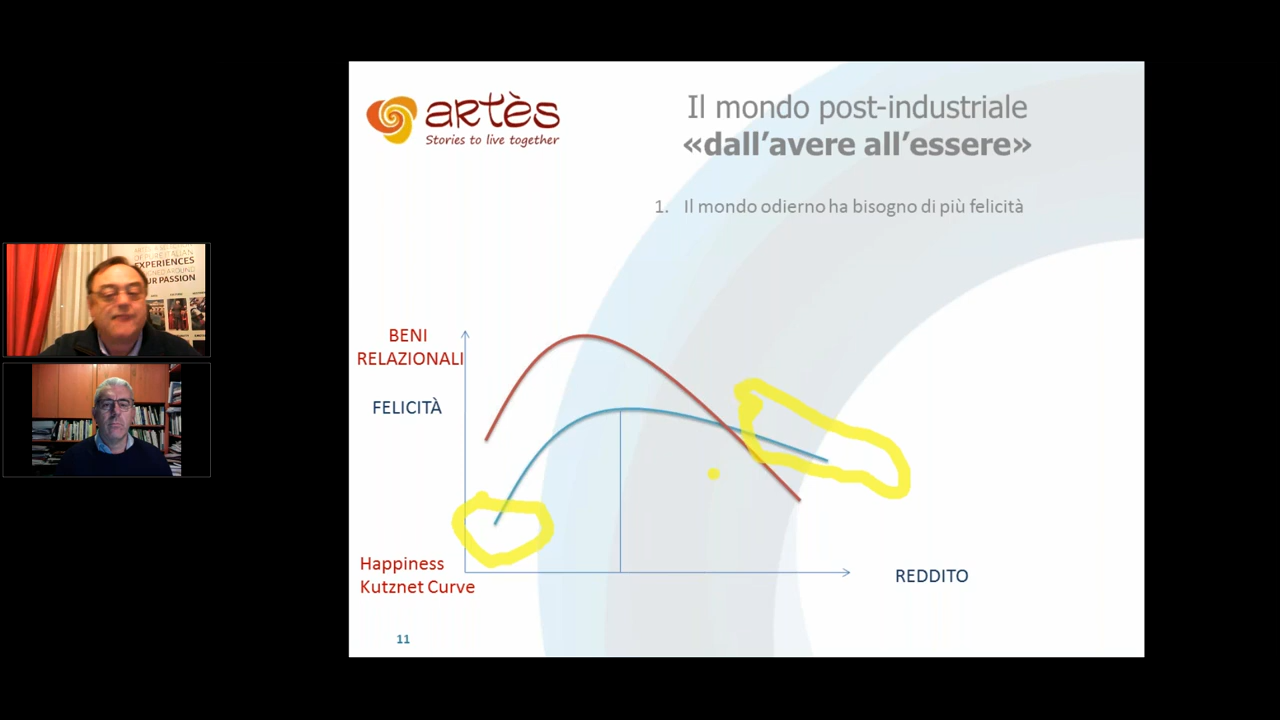 artès
Stories to live together
Il mondo post-industriale
«dall’avere all’essere»
1. Il mondo odierno ha bisogno di più felicità
BENI
RELAZIONALI
FELICITÀ
Happiness
Kutznet Curve
REDDITO
11
EXPERIENCES
UR PASSION